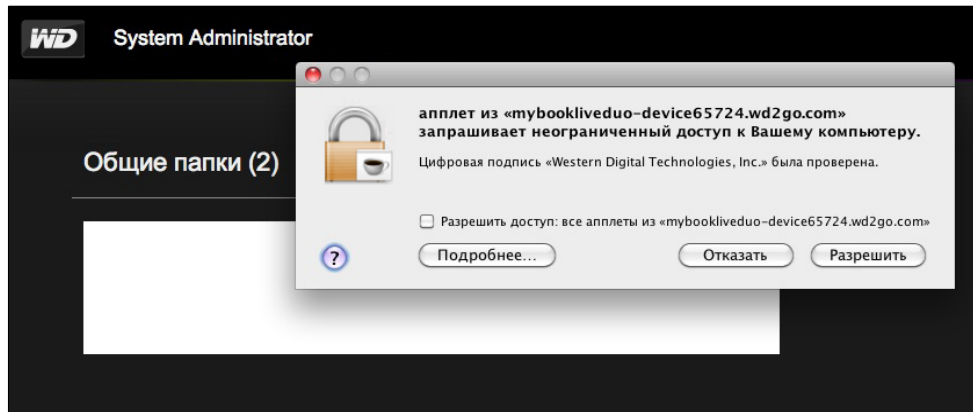 WD System Administrator
апплет из «mybookliveduo-device65724.wd2go.com»
запрашивает неограниченный доступ к Вашему компьютеру.
Цифровая подпись «Western Digital Technologies, Inc.» была проверена.
Общие папки (2)
Разрешить доступ: все апплеты из «mybookliveduo-device65724.wd2go.com»
? Подробнее... Отказать Разрешить